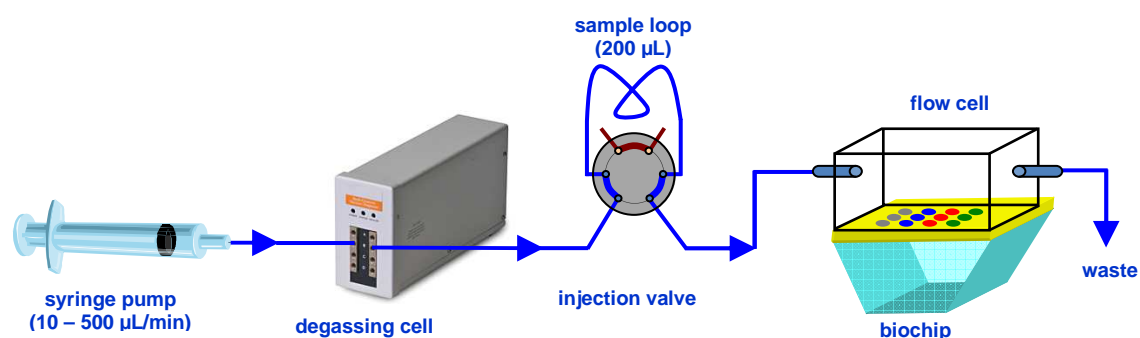 sample loop
(200 µL)
flow cell
syringe pump
(10 – 500 µL/min)
degassing cell
injection valve
biochip
waste